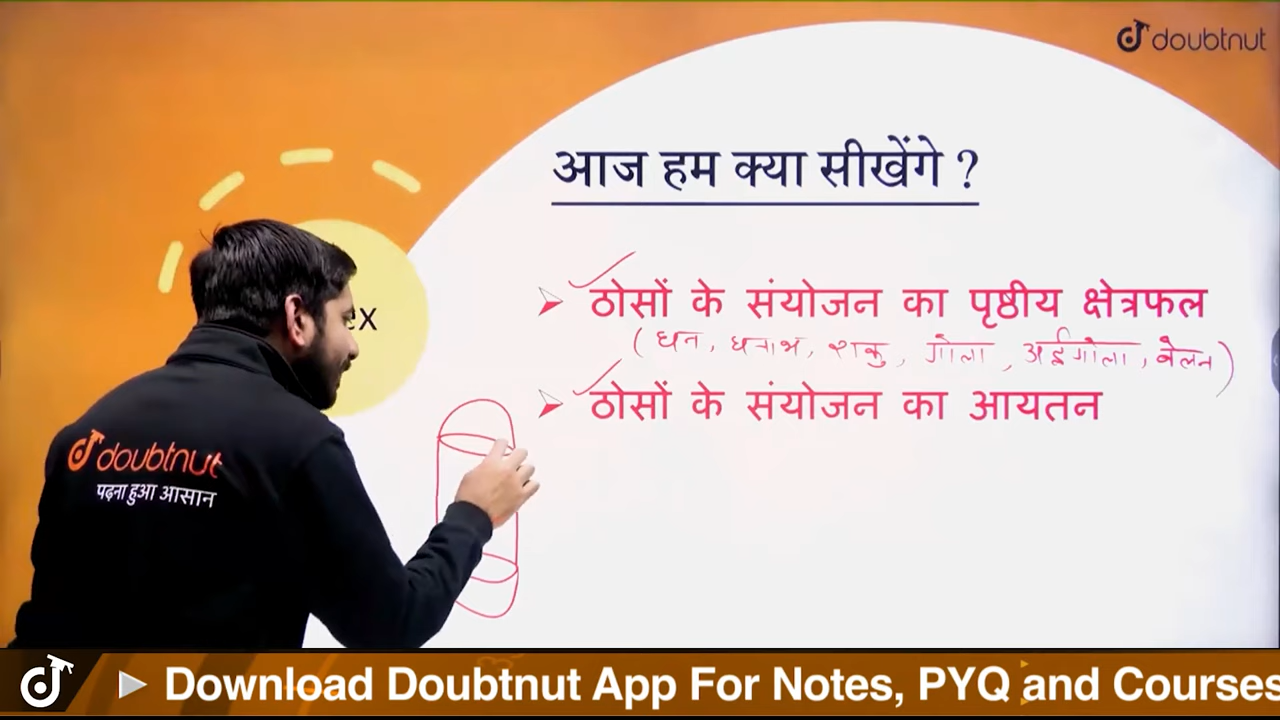 doubtnut
आज हम क्या सीखेंगे ?
ठोसों के संयोजन का पृष्ठीय क्षेत्रफल
(घन, घनाभ, शंकु, गोला, अर्द्धगोला, बेलन)
ठोसों के संयोजन का आयतन
ex
doubtnut
पढ़ना हुआ आसान
Download Doubtnut App For Notes, PYQ and Courses